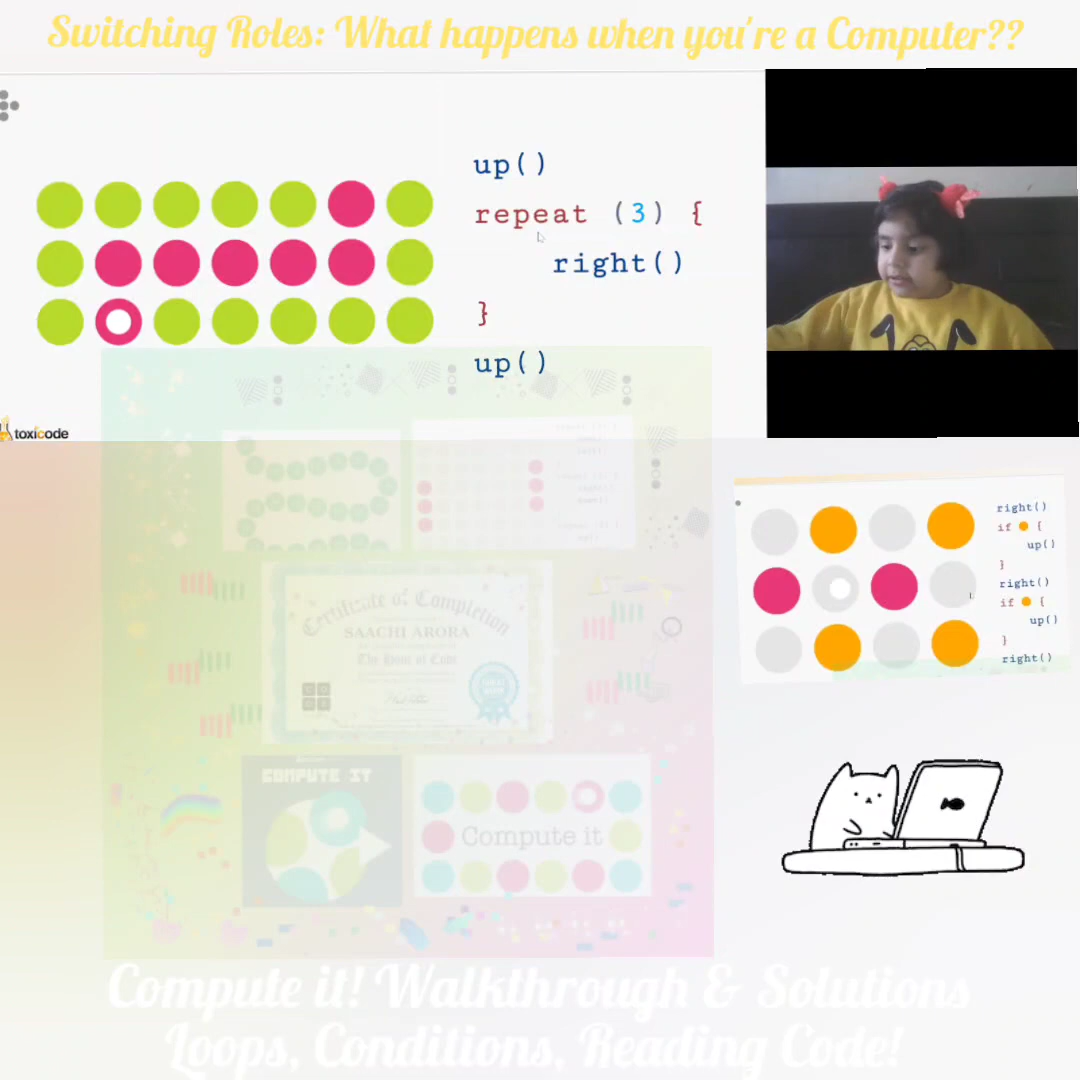 Switching Roles: What happens when you're a Computer??
up()
repeat (3) {
right()
}
up()
toxicode
right()
if {
up()
}
right()
if {
up()
}
right()
Certificate of Completion
SAACHI ARORA
The Hour of Code
COMPUTE IT
Compute it
Compute it! Walkthrough & Solutions
Loops, Conditions, Reading Code!